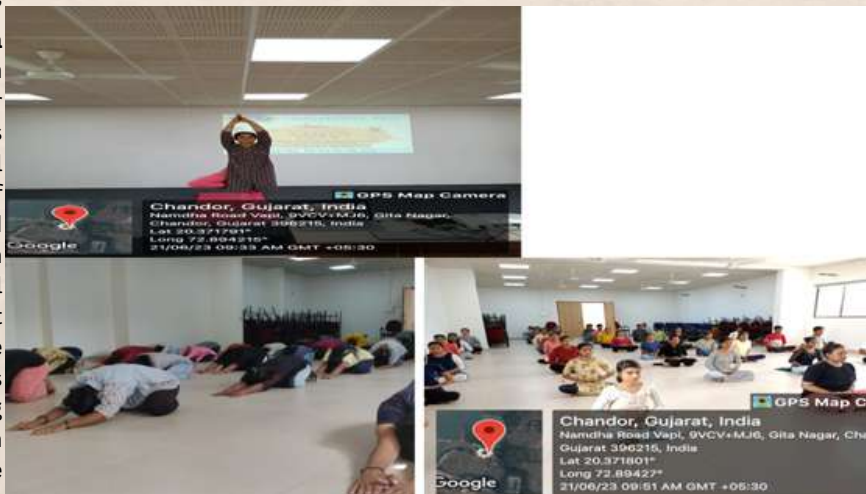 GPS Map Camera
Chandor, Gujarat, India
Namdha Road Vapi, 9VCV+MJ6, Gita Nagar,
Chandor, Gujarat 396215, India
Lat 20.371791°
Long 72.894215°
21/06/23 09:33 AM GMT +05:30
Google
GPS Map C
Chandor, Gujarat, India
Namdha Road Vapi, 9VCV+MJ6, Gita Nagar, Cha
Gujarat 396215, India
Lat 20.371801°
Long 72.89427°
21/06/23 09:51 AM GMT +05:30
Google